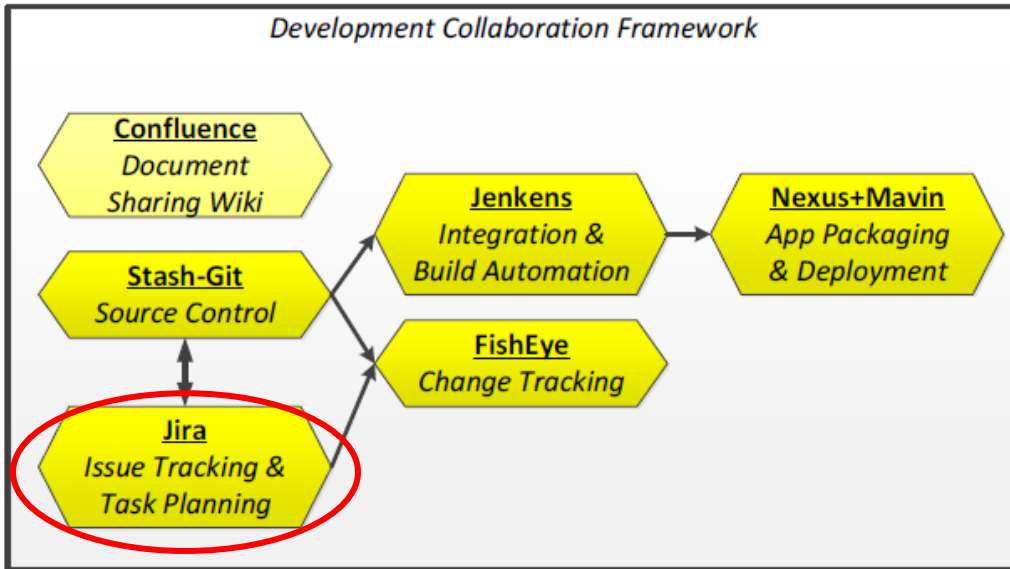 Development Collaboration Framework
Confluence
Document
Sharing Wiki
Jenkens
Integration &
Build Automation
Nexus+Mavin
App Packaging
& Deployment
Stash-Git
Source Control
FishEye
Change Tracking
Jira
Issue Tracking &
Task Planning